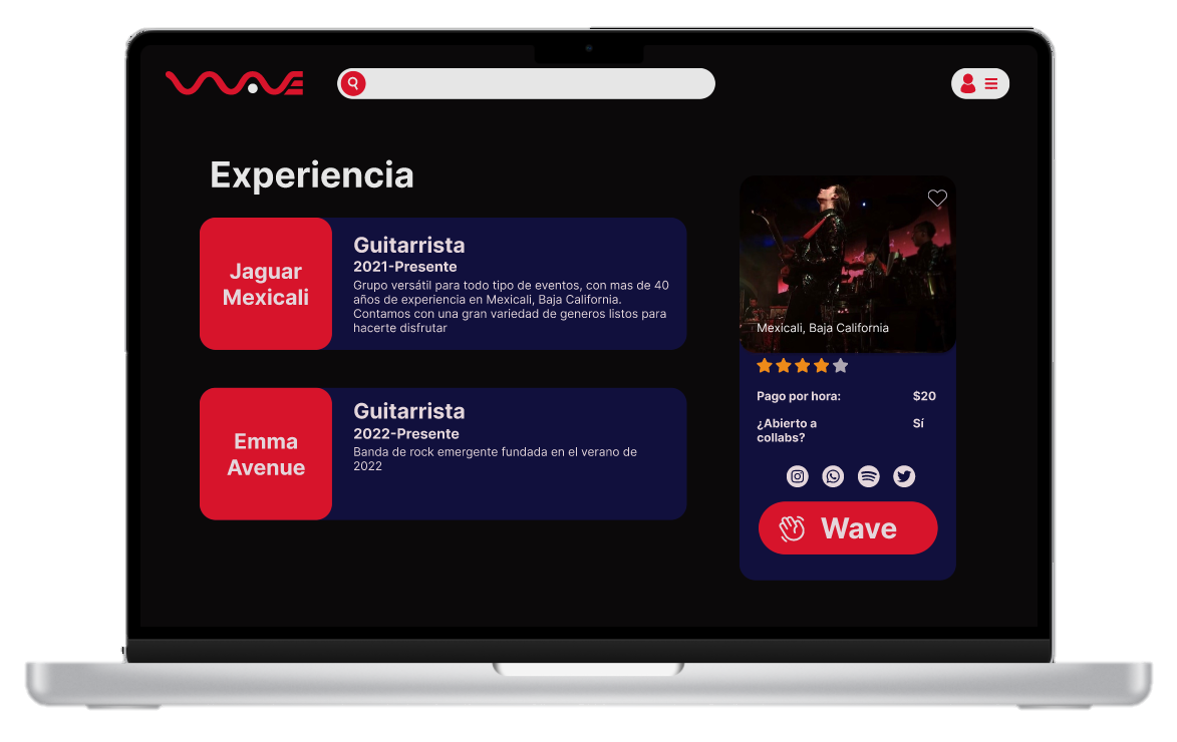 WAVE
Experiencia
Jaguar
Mexicali
Guitarrista
2021-Presente
Grupo versátil para todo tipo de eventos, con mas de 40
años de experiencia en Mexicali, Baja California.
Contamos con una gran variedad de generos listos para
hacerte disfrutar
Emma
Avenue
Guitarrista
2022-Presente
Banda de rock emergente fundada en el verano de
2022
Mexicali, Baja California
Pago por hora: $20
¿Abierto a Sí
collabs?
Wave